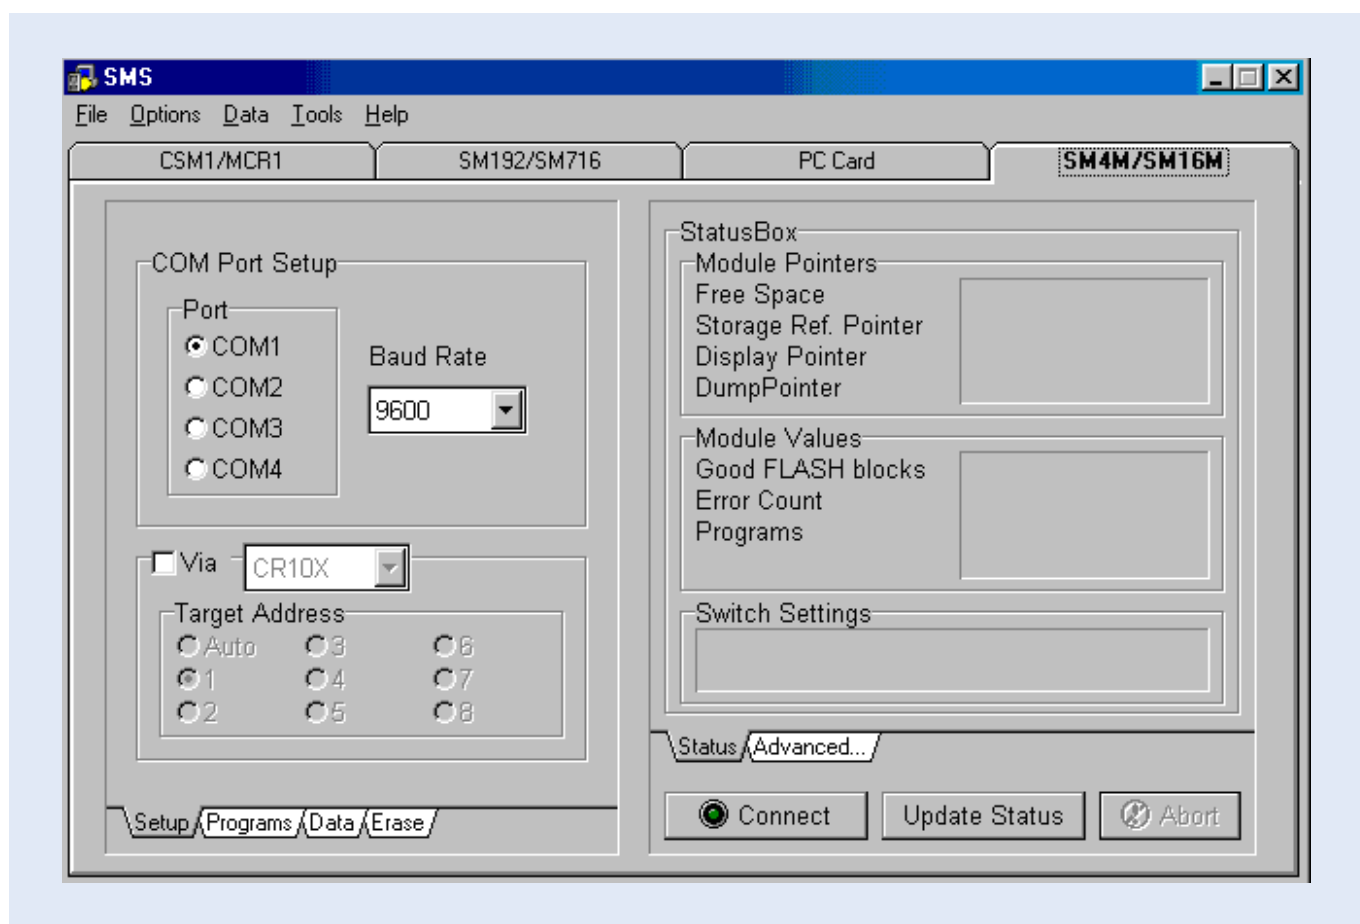 SMS
File Options Data Tools Help
CSM1/MCR1 SM192/SM716 PC Card SM4M/SM16M
COM Port Setup
Port
COM1
COM2
COM3
COM4
Baud Rate
9600
Via CR10X
Target Address
Auto 3 6
1 4 7
2 5 8
Setup Programs Data Erase
StatusBox
Module Pointers
Free Space
Storage Ref. Pointer
Display Pointer
DumpPointer
Module Values
Good FLASH blocks
Error Count
Programs
Switch Settings
Status Advanced...
Connect Update Status Abort